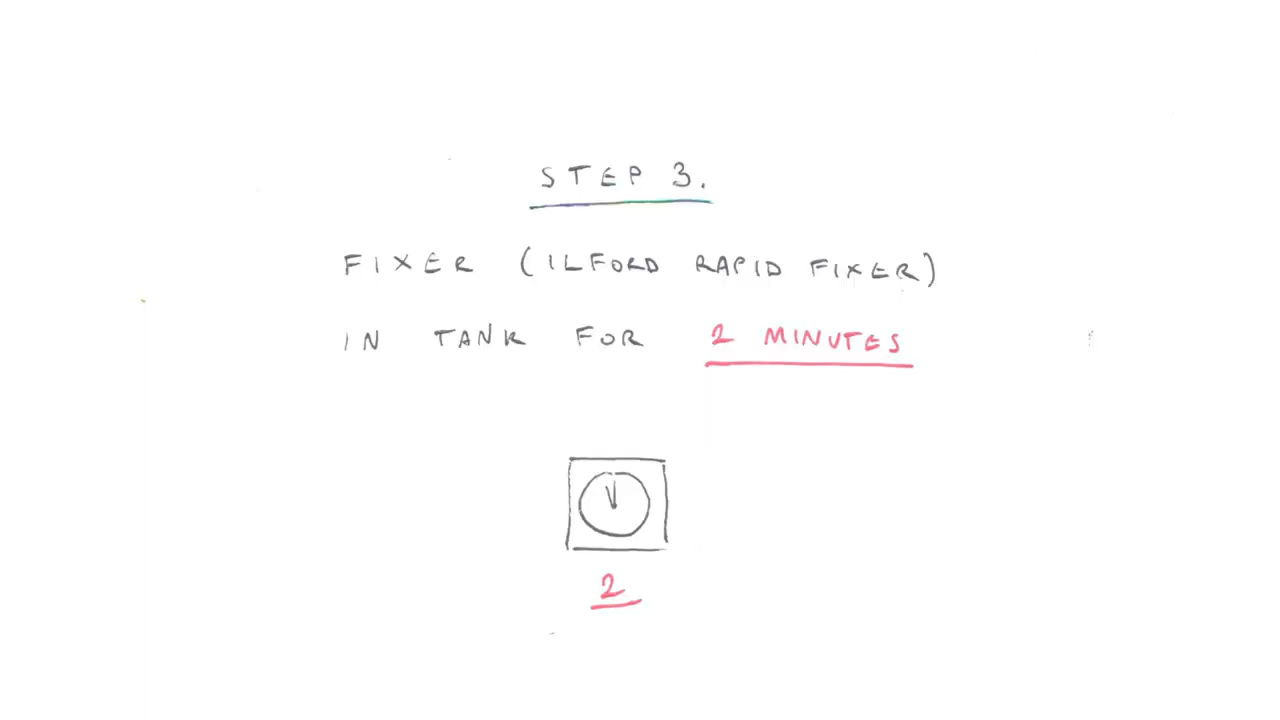 STEP 3.
FIXER (ILFORD RAPID FIXER)
IN TANK FOR 2 MINUTES
2